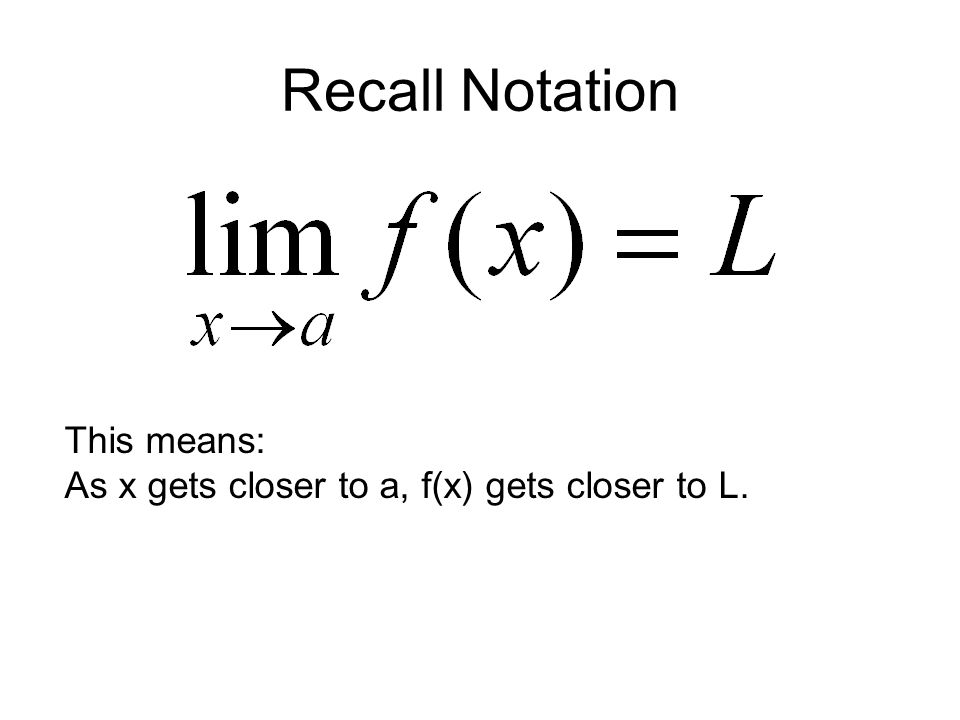 Recall Notation
lim f(x) = L
x→a
This means:
As x gets closer to a, f(x) gets closer to L.